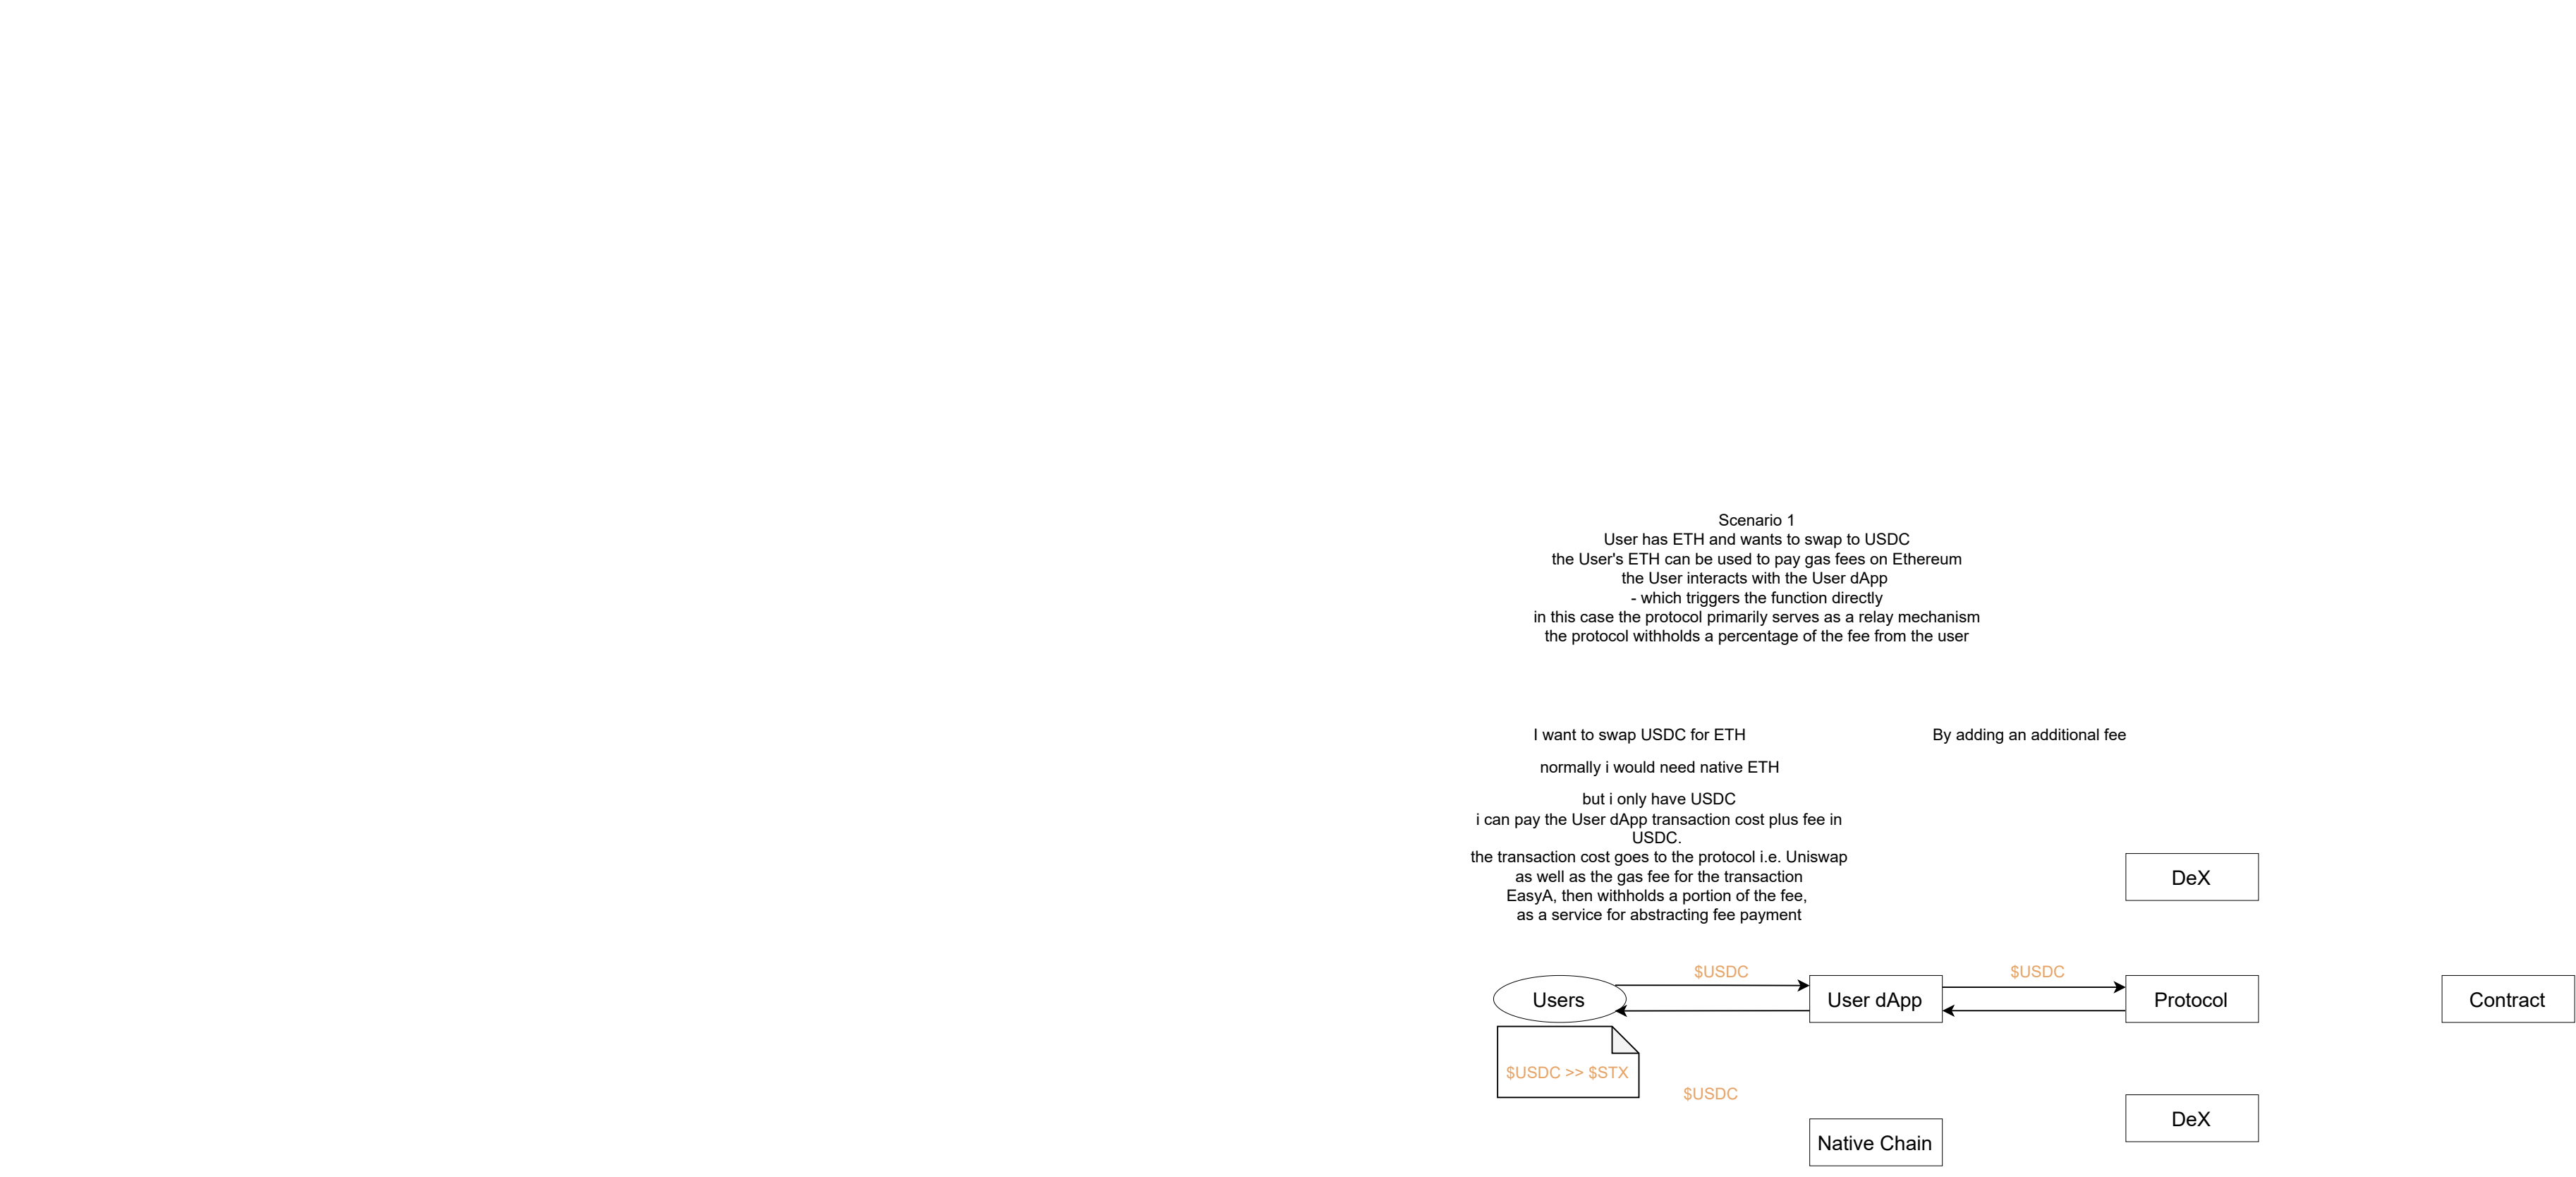 Scenario 1
User has ETH and wants to swap to USDC
the User's ETH can be used to pay gas fees on Ethereum
the User interacts with the User dApp
- which triggers the function directly
in this case the protocol primarily serves as a relay mechanism
the protocol withholds a percentage of the fee from the user
I want to swap USDC for ETH
By adding an additional fee
normally i would need native ETH
but i only have USDC
i can pay the User dApp transaction cost plus fee in
USDC.
the transaction cost goes to the protocol i.e. Uniswap
as well as the gas fee for the transaction
EasyA, then withholds a portion of the fee,
as a service for abstracting fee payment
DeX
$USDC
$USDC
Users
User dApp
Protocol
Contract
$USDC >> $STX
$USDC
DeX
Native Chain